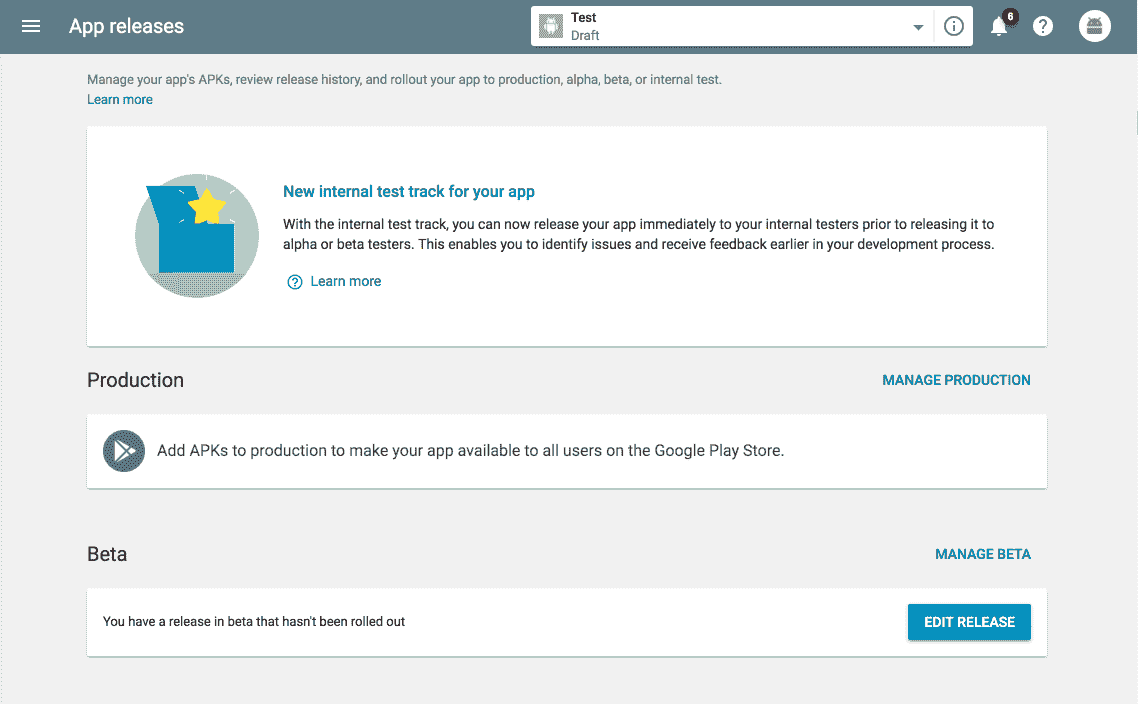 App releases
Test
Draft
6
Manage your app's APKs, review release history, and rollout your app to production, alpha, beta, or internal test.
Learn more
New internal test track for your app
With the internal test track, you can now release your app immediately to your internal testers prior to releasing it to
alpha or beta testers. This enables you to identify issues and receive feedback earlier in your development process.
Learn more
Production
MANAGE PRODUCTION
Add APKs to production to make your app available to all users on the Google Play Store.
Beta
MANAGE BETA
You have a release in beta that hasn't been rolled out
EDIT RELEASE